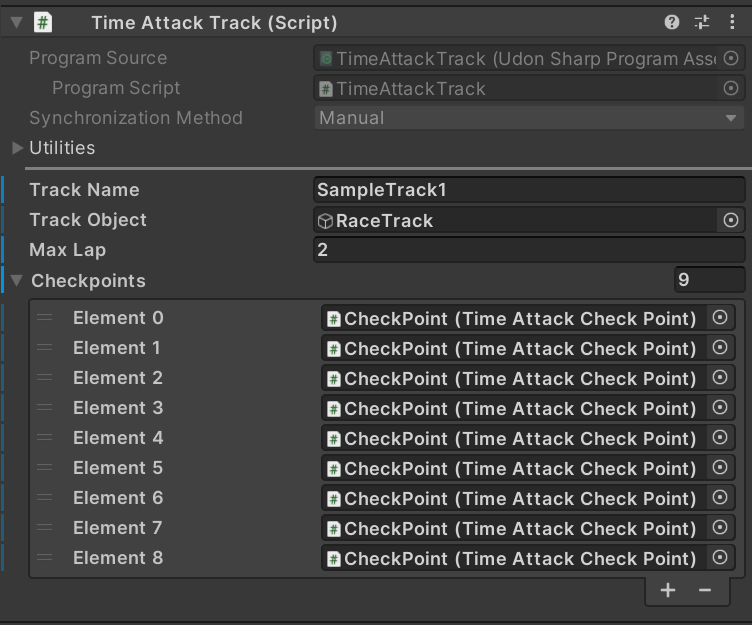 Time Attack Track (Script)
Program Source TimeAttackTrack (Udon Sharp Program Asse
Program Script TimeAttackTrack
Synchronization Method Manual
Utilities
Track Name SampleTrack1
Track Object RaceTrack
Max Lap 2
Checkpoints 9
Element 0 CheckPoint (Time Attack Check Point)
Element 1 CheckPoint (Time Attack Check Point)
Element 2 CheckPoint (Time Attack Check Point)
Element 3 CheckPoint (Time Attack Check Point)
Element 4 CheckPoint (Time Attack Check Point)
Element 5 CheckPoint (Time Attack Check Point)
Element 6 CheckPoint (Time Attack Check Point)
Element 7 CheckPoint (Time Attack Check Point)
Element 8 CheckPoint (Time Attack Check Point)